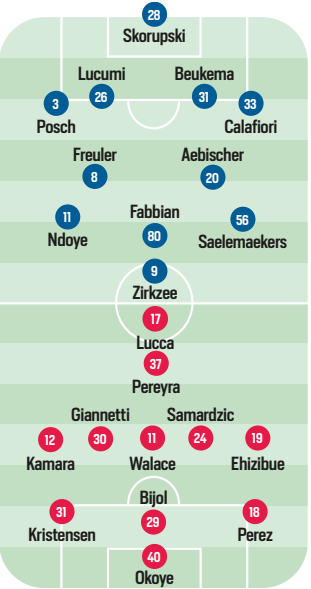 28
Skorupski
Lucumi Beukema
3 26 31 33
Posch Calafiori
Freuler Aebischer
8 20
11 Fabbian 56
Ndoye 80 Saelemaekers
9
Zirkzee
17
Lucca
37
Pereyra
Giannetti Samardzic
12 30 11 24 19
Kamara Walace Ehizibue
Bijol
31 29 18
Kristensen Perez
40
Okoye